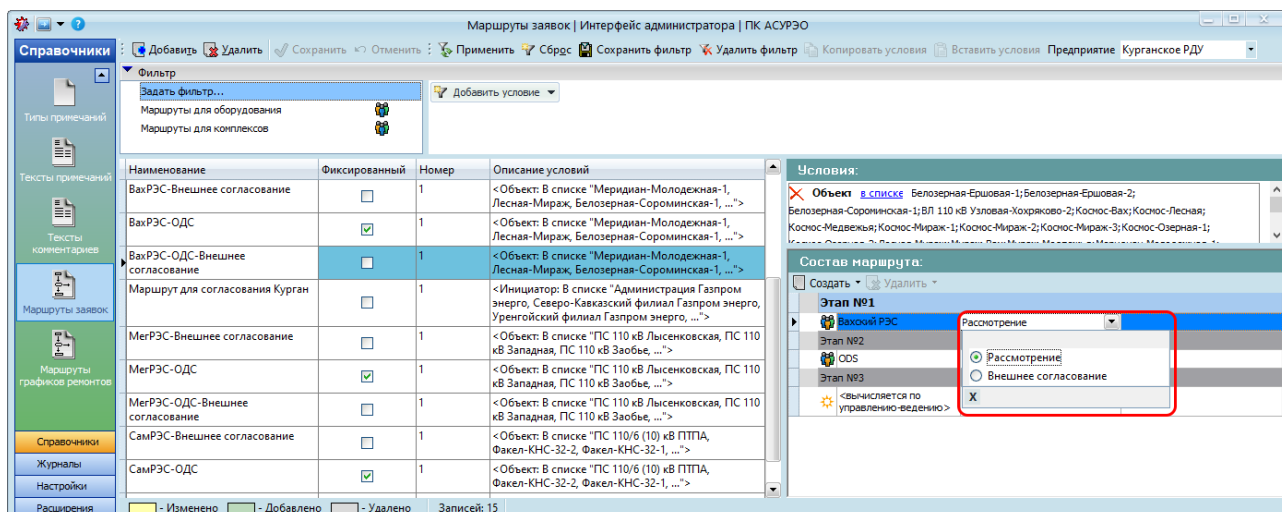 Маршруты заявок | Интерфейс администратора | ПК АСУРЭО
Справочники
Добавить Удалить Сохранить Отменить Применить Сброс Сохранить фильтр Удалить фильтр Копировать условия Вставить условия Предприятие Курганское РДУ
Фильтр
Задать фильтр...
Добавить условие
Маршруты для оборудования
Маршруты для комплексов
Типы примечаний
Тексты примечаний
Тексты
комментариев
Маршруты заявок
Маршруты
графиков ремонтов
Справочники
Журналы
Настройки
Расширения
Наименование Фиксированный Номер Описание условий
ВахРЭС-Внешнее согласование 1 <Объект: В списке "Меридиан-Молодежная-1,
Лесная-Мираж, Белозерная-Сороминская-1, ...">
ВахРЭС-ОДС 1 <Объект: В списке "Меридиан-Молодежная-1,
Лесная-Мираж, Белозерная-Сороминская-1, ...">
ВахРЭС-ОДС-Внешнее 1 <Объект: В списке "Меридиан-Молодежная-1,
согласование Лесная-Мираж, Белозерная-Сороминская-1, ...">
Маршрут для согласования Курган 1 <Инициатор: В списке "Администрация Газпром
энерго, Северо-Кавказский филиал Газпром энерго,
Уренгойский филиал Газпром энерго, ...">
МегРЭС-Внешнее согласование 1 <Объект: В списке "ПС 110 кВ Лысенковская, ПС 110
кВ Западная, ПС 110 кВ Заобье, ...">
МегРЭС-ОДС 1 <Объект: В списке "ПС 110 кВ Лысенковская, ПС 110
кВ Западная, ПС 110 кВ Заобье, ...">
МегРЭС-ОДС-Внешнее 1 <Объект: В списке "ПС 110 кВ Лысенковская, ПС 110
согласование кВ Западная, ПС 110 кВ Заобье, ...">
СамРЭС-Внешнее согласование 1 <Объект: В списке "ПС 110/6 (10) кВ ПТПА,
Факел-КНС-32-2, Факел-КНС-32-1, ...">
СамРЭС-ОДС 1 <Объект: В списке "ПС 110/6 (10) кВ ПТПА,
Факел-КНС-32-2, Факел-КНС-32-1, ...">
- Изменено - Добавлено - Удалено Записей: 15
Условия:
Объект в списке Белозерная-Ершовая-1;Белозерная-Ершовая-2;
Белозерная-Сороминская-1;ВЛ 110 кВ Узловая-Хохряково-2;Космос-Вах;Космос-Лесная;
Космос-Медвежья;Космос-Мираж-1;Космос-Мираж-2;Космос-Мираж-3;Космос-Озерная-1;
Состав маршрута:
Создать Удалить
Этап №1
Вахский РЭС Рассмотрение
Этап №2
ODS
Рассмотрение
Внешнее согласование
Этап №3
<вычисляется по
управлению-ведению>
X